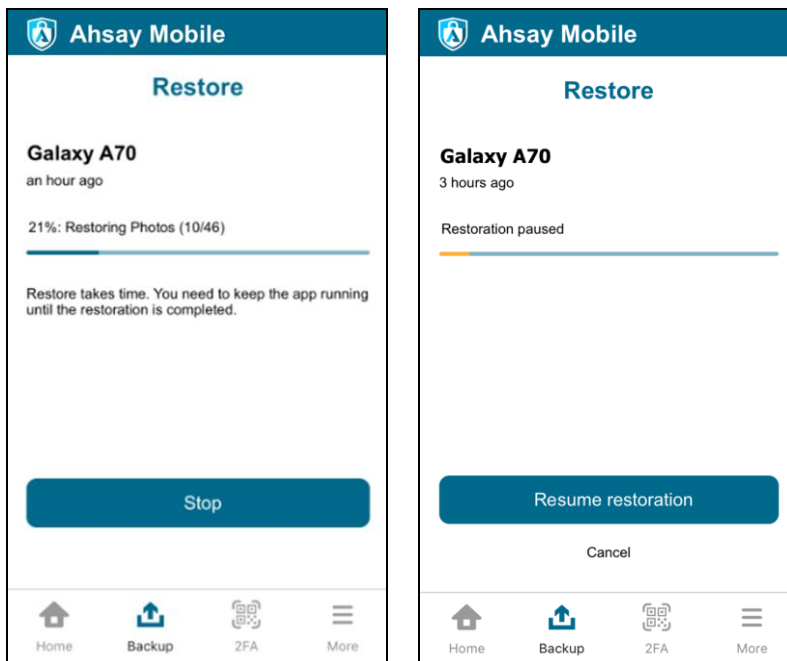 Ahsay Mobile
Restore
Galaxy A70
an hour ago
21%: Restoring Photos (10/46)
Restore takes time. You need to keep the app running
until the restoration is completed.
Stop
Home Backup 2FA More
Ahsay Mobile
Restore
Galaxy A70
3 hours ago
Restoration paused
Resume restoration
Cancel
Home Backup 2FA More